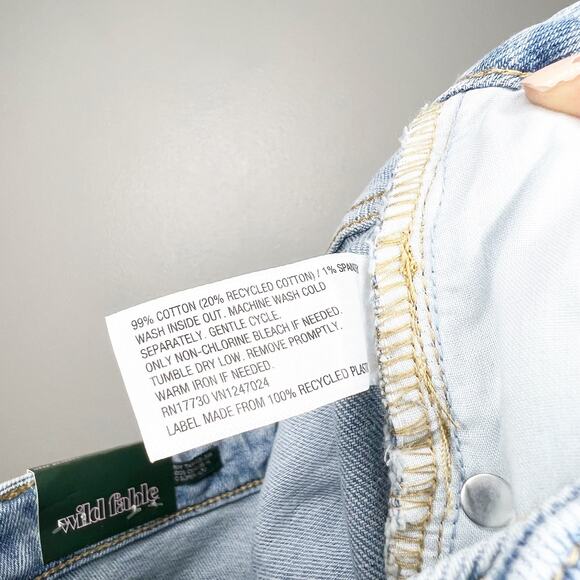 99% COTTON (20% RECYCLED COTTON) / 1%
WASH INSIDE OUT. MACHINE WASH COLD
SEPARATELY. GENTLE CYCLE.
ONLY NON-CHLORINE BLEACH IF NEEDED.
TUMBLE DRY LOW. REMOVE PROMPTLY.
WARM IRON IF NEEDED.
RN17730 VN1247024
LABEL MADE FROM 100% RECYCLED
wild fable